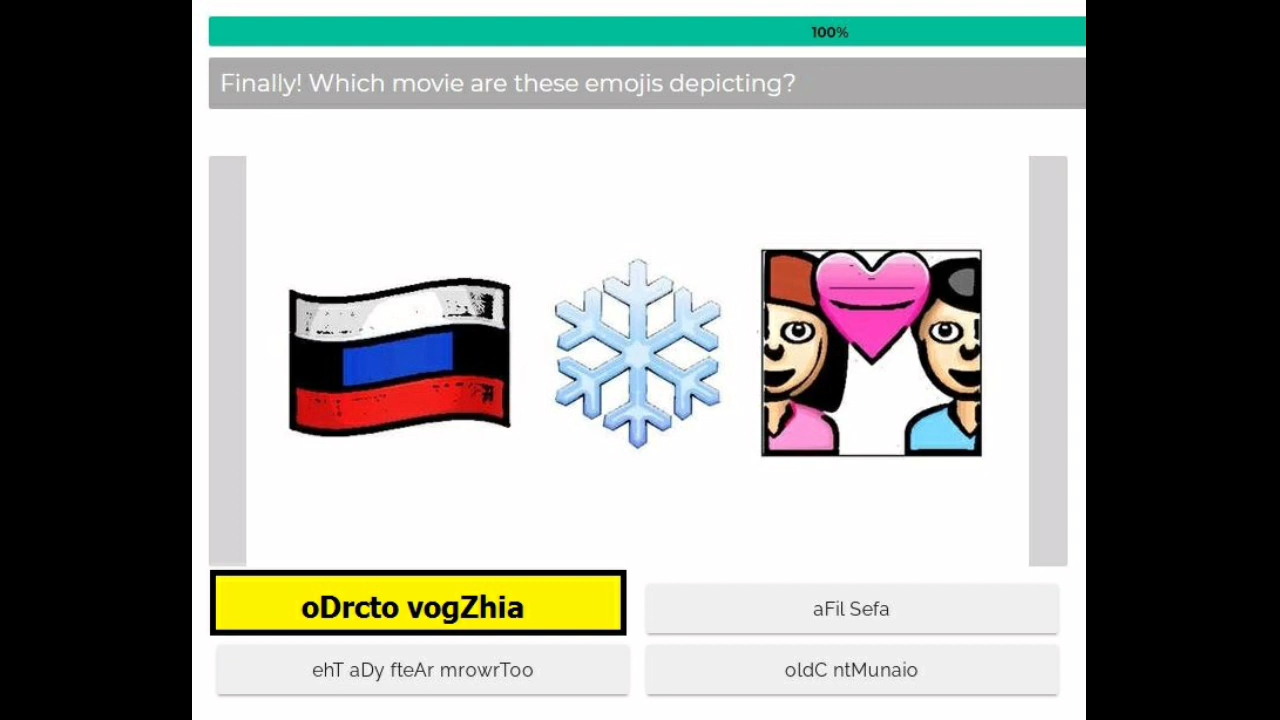 100%
Finally! Which movie are these emojis depicting?
oDrcto vogZhia
aFil Sefa
ehT aDy fteAr mrowrToo
oldC ntMunaio